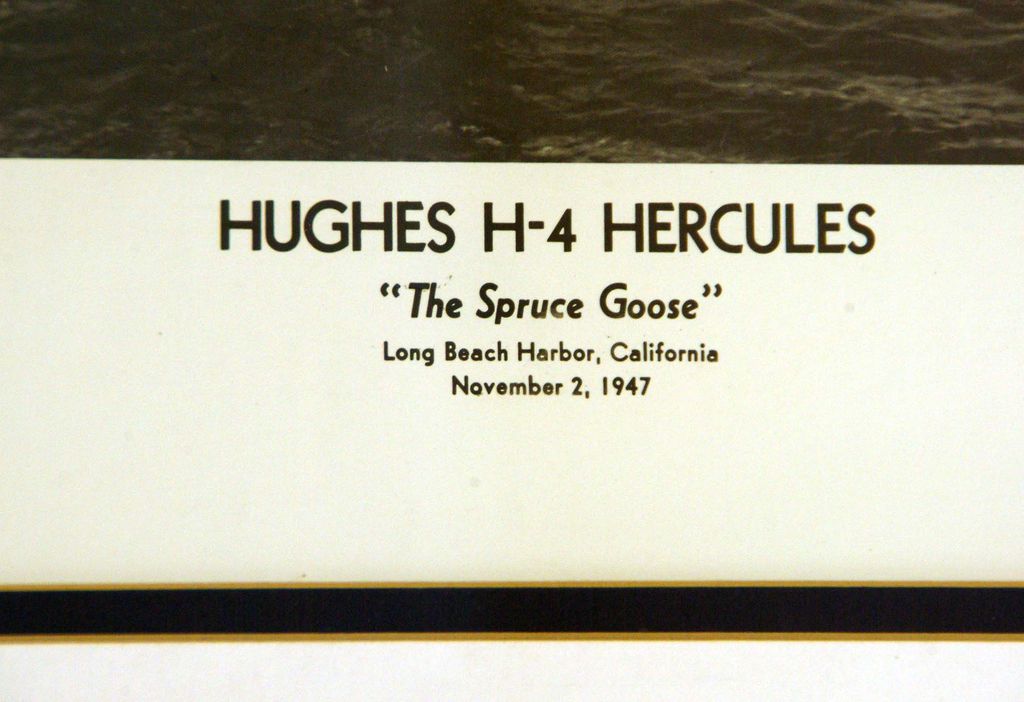 HUGHES H-4 HERCULES
“The Spruce Goose”
Long Beach Harbor, California
November 2, 1947